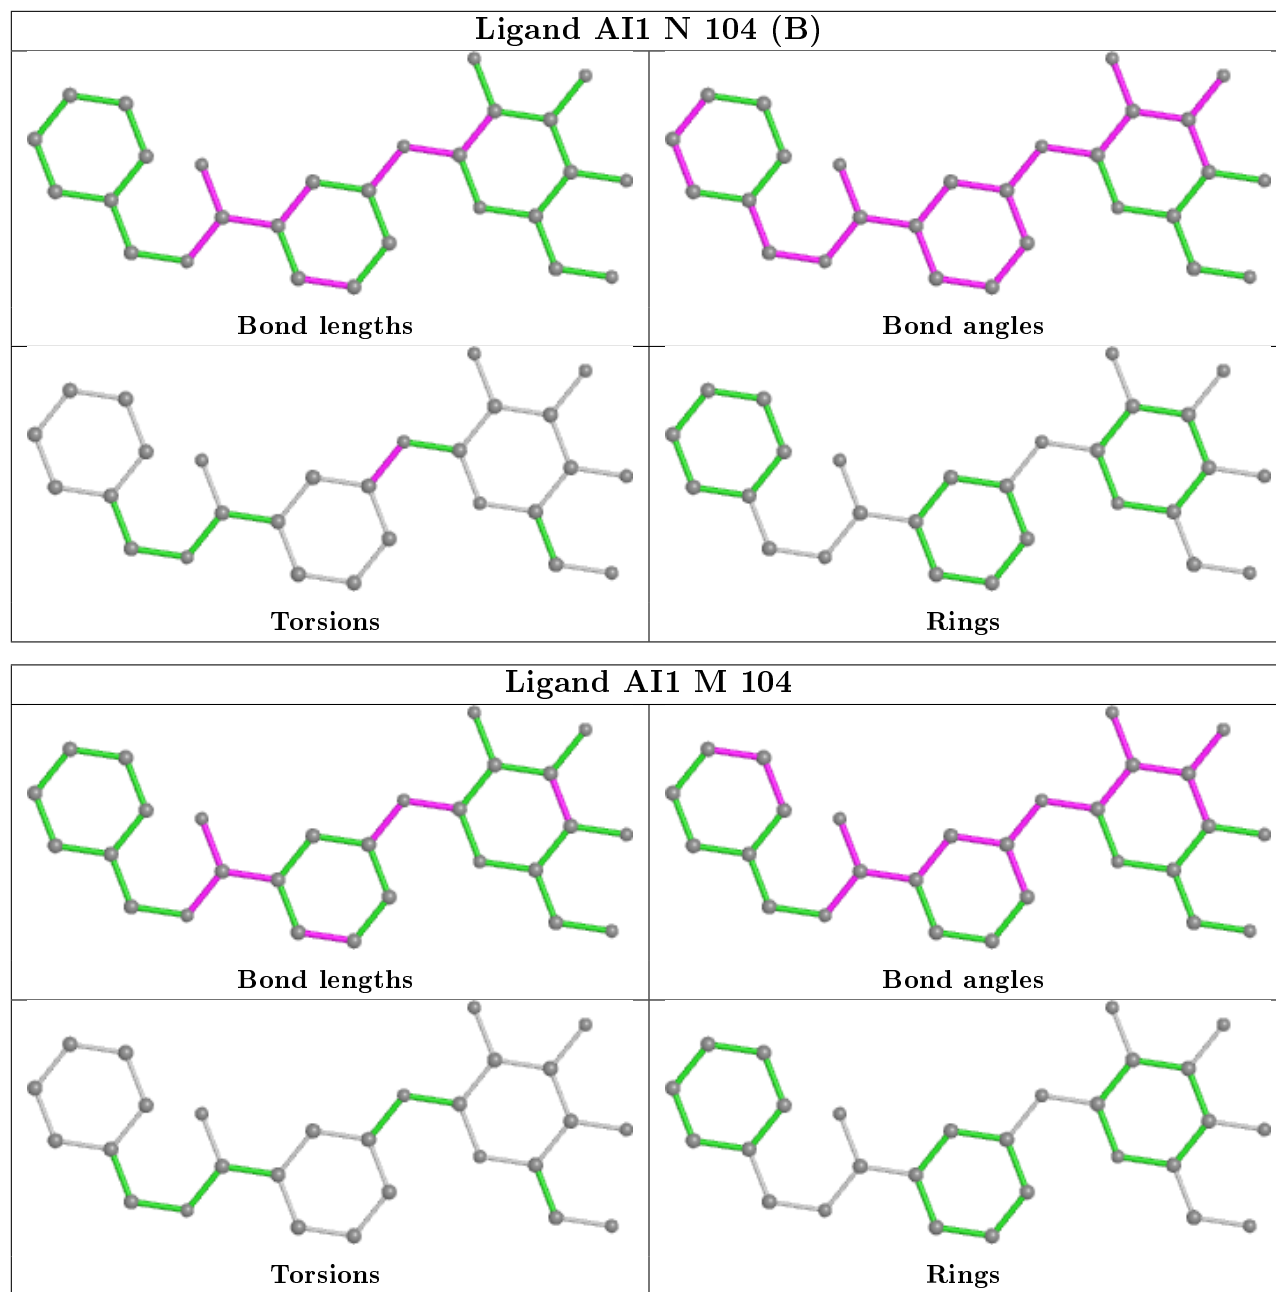 Ligand AI1 N 104 (B)
Bond lengths
Bond angles
Torsions
Rings
Ligand AI1 M 104
Bond lengths
Bond angles
Torsions
Rings